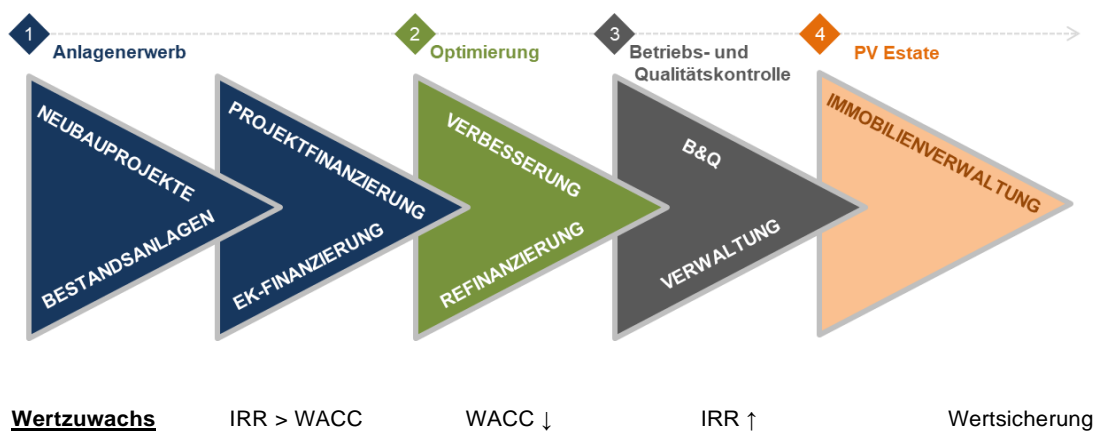 1
2
3
4
Anlagenerwerb
Optimierung
Betriebs- und
Qualitätskontrolle
PV Estate
NEUBAUPROJEKTE
BESTANDSANLAGEN
PROJEKTFINANZIERUNG
EK-FINANZIERUNG
VERBESSERUNG
REFINANZIERUNG
B&Q
VERWALTUNG
IMMOBILIENVERWALTUNG
Wertzuwachs IRR > WACC WACC ↓ IRR ↑ Wertsicherung